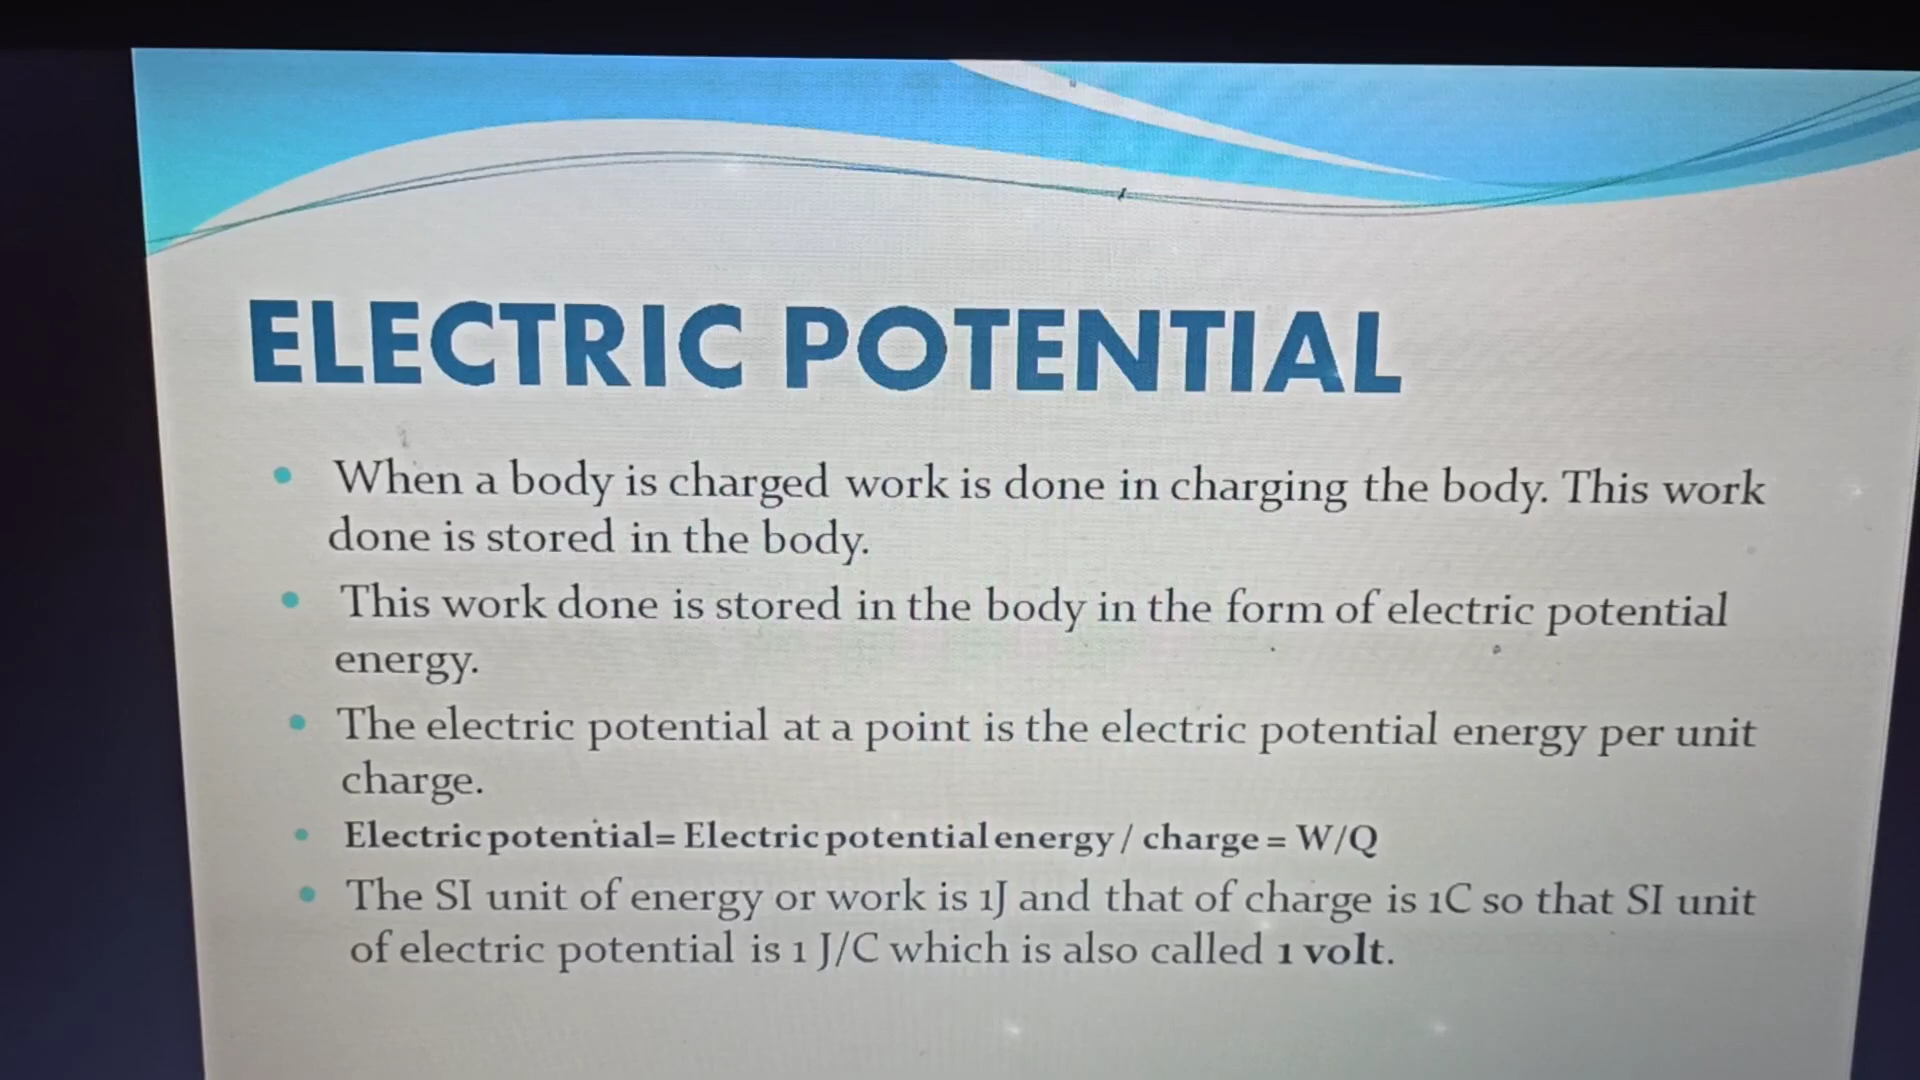 ELECTRIC POTENTIAL
When a body is charged work is done in charging the body. This work
done is stored in the body.
This work done is stored in the body in the form of electric potential
energy.
The electric potential at a point is the electric potential energy per unit
charge.
Electric potential= Electric potential energy / charge = W/Q
The SI unit of energy or work is 1J and that of charge is 1C so that SI unit
of electric potential is 1 J/C which is also called 1 volt.